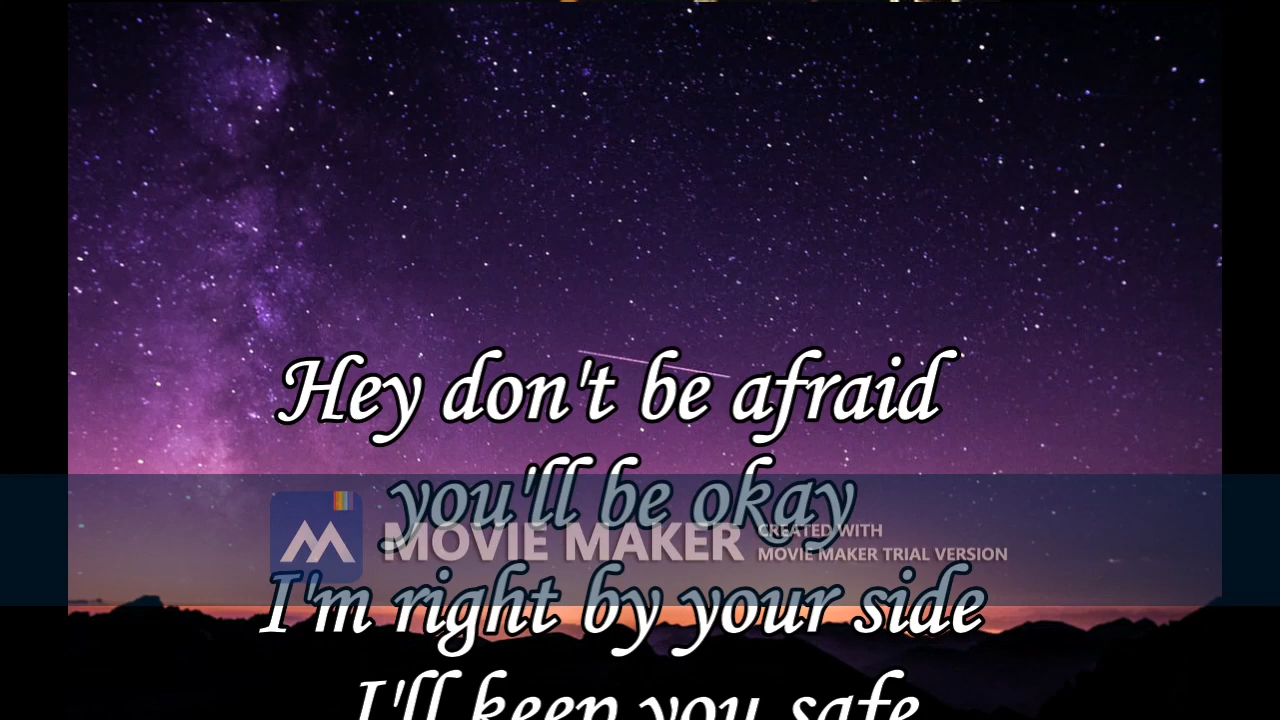 Hey don't be afraid
you'll be okay
MOVIE MAKER
CREATED WITH
MOVIE MAKER TRIAL VERSION
I'm right by your side
I'll keep you safe